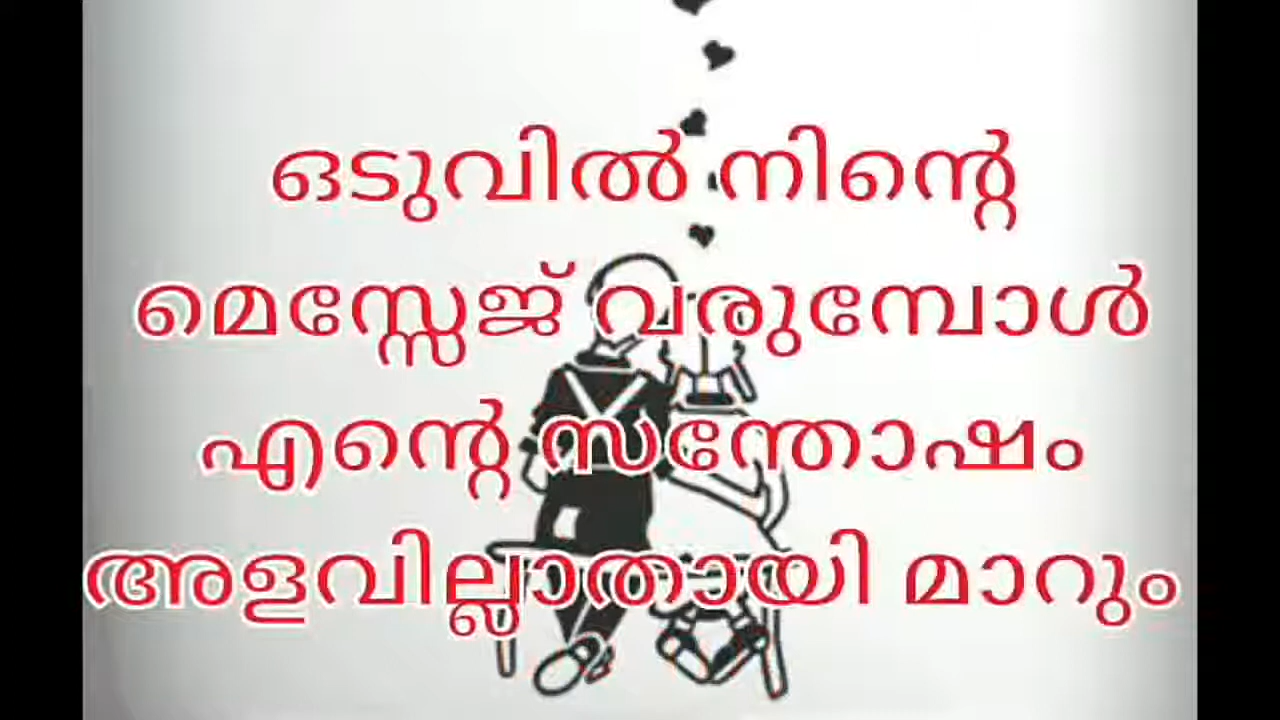 ഒടുവിൽ നിന്റെ
മെസ്സേജ് വരുമ്പോൾ
എന്റെ സന്തോഷം
അളവില്ലാതായി മാറും